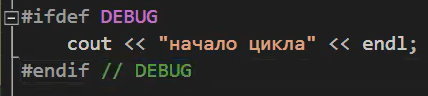 #ifdef DEBUG
    cout << "начало цикла" << endl;
#endif // DEBUG